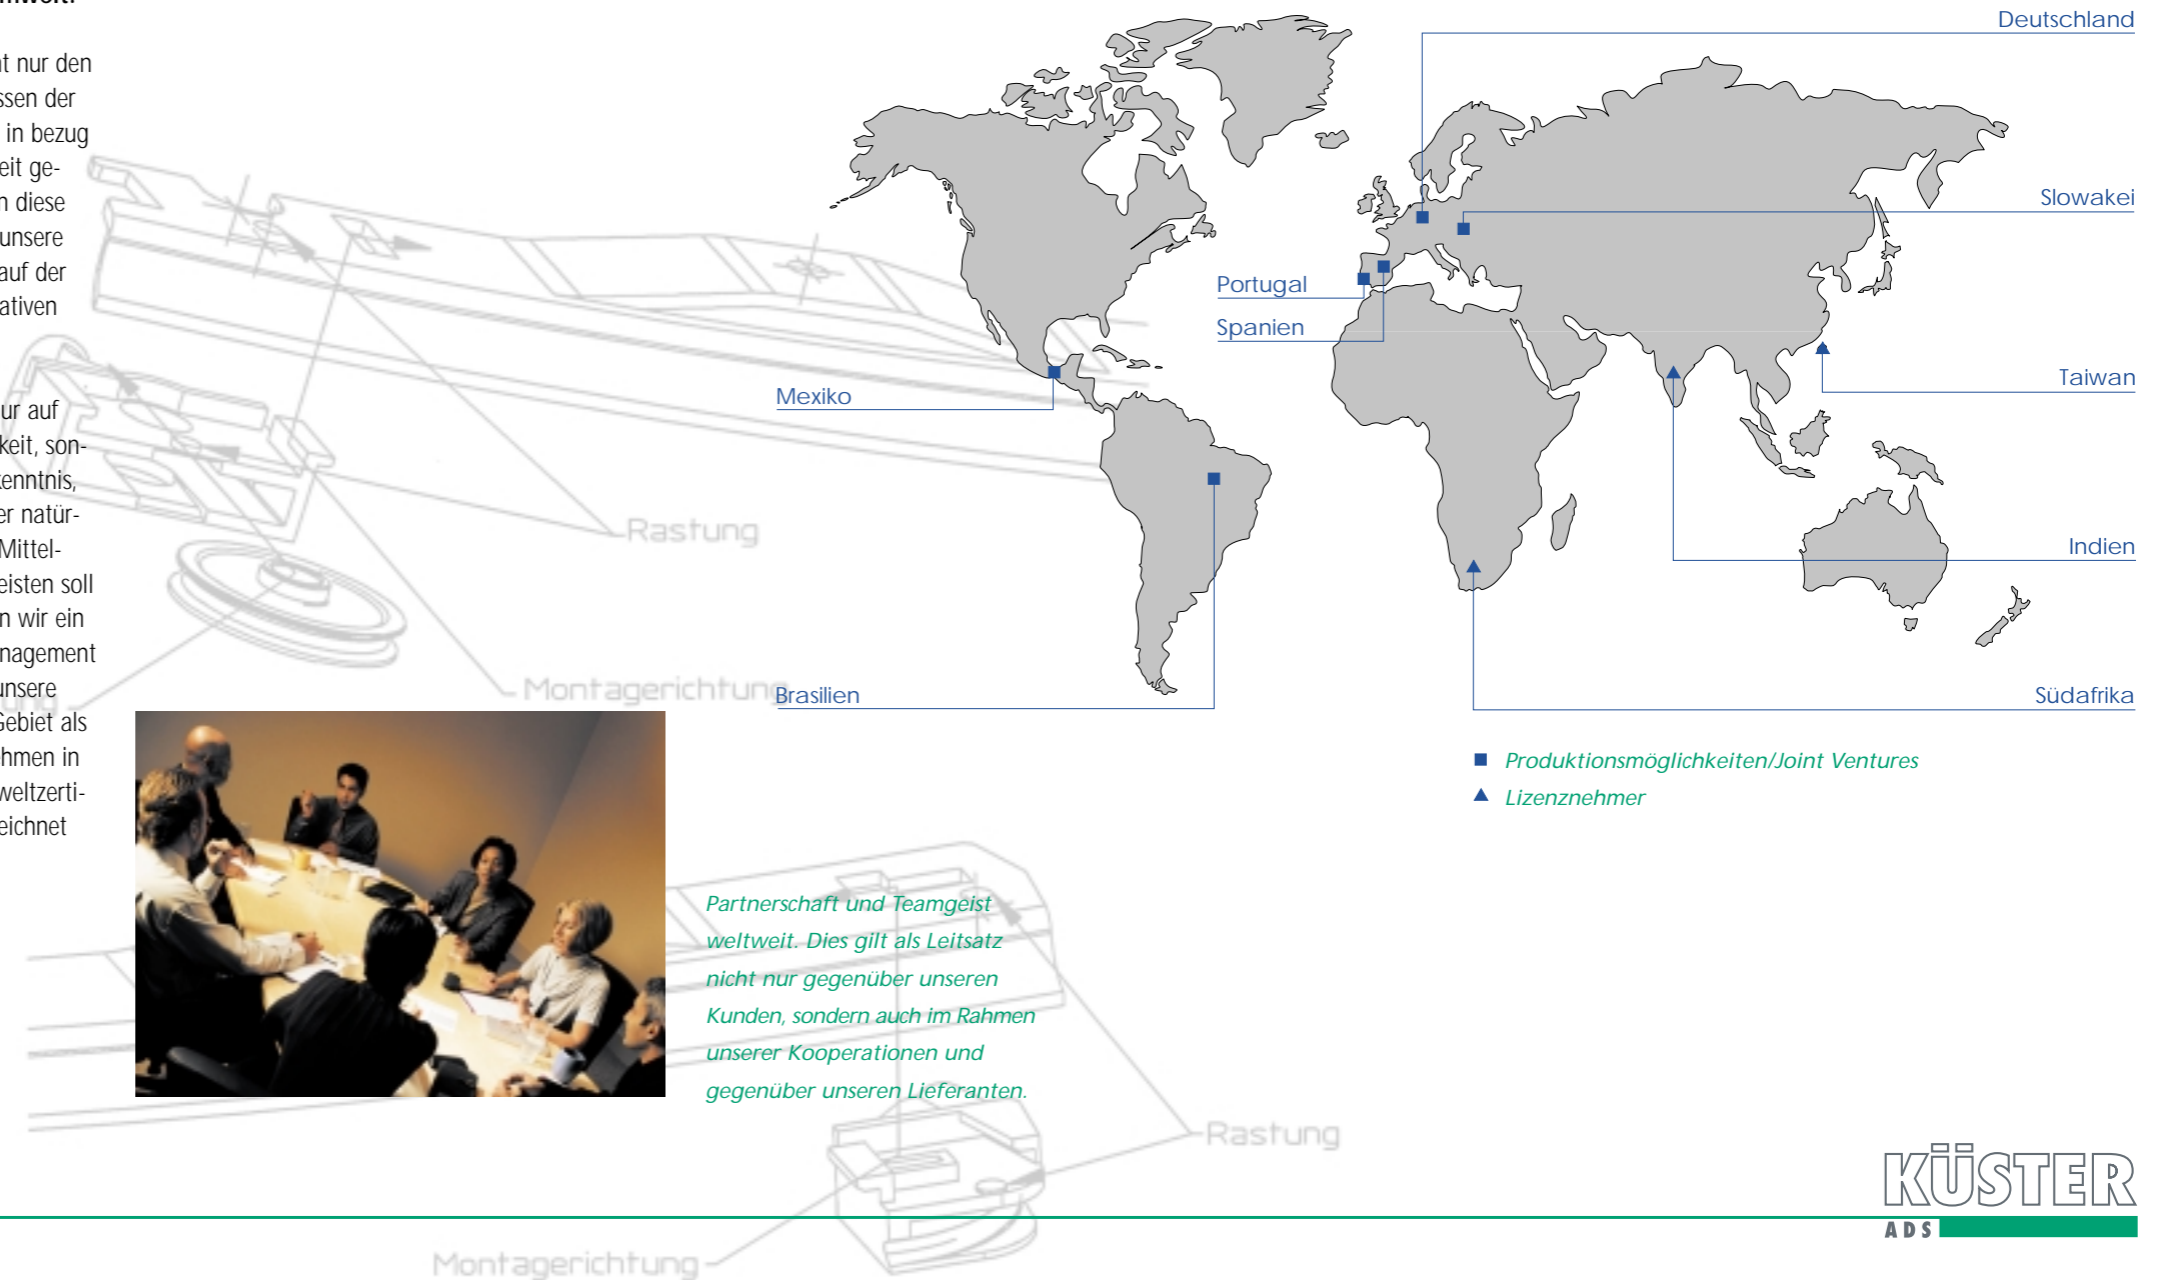 nt nur den
ssen der
in bezug
eit ge-
n diese
unsere
auf der
ativen
ur auf
keit, son-
kenntnis,
er natür-
Mittel-
eisten soll
n wir ein
nagement
unsere
Gebiet als
ehmen in
weltzerti-
eichnet
Rastung
Montagerichtung
Deutschland
Slowakei
Portugal
Spanien
Mexiko
Taiwan
Indien
Brasilien
Südafrika
Produktionsmöglichkeiten/Joint Ventures
Lizenznehmer
Partnerschaft und Teamgeist
weltweit. Dies gilt als Leitsatz
nicht nur gegenüber unseren
Kunden, sondern auch im Rahmen
unserer Kooperationen und
gegenüber unseren Lieferanten.
Rastung
Montagerichtung
KÜSTER
ADS